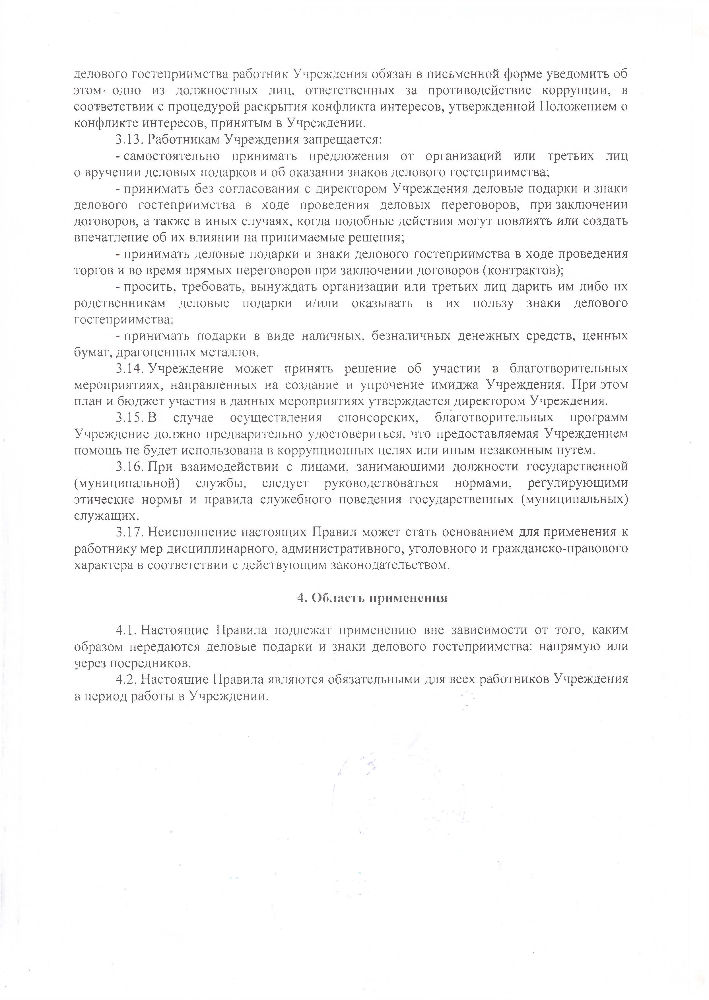 делового гостеприимства работник Учреждения обязан в письменной форме уведомить об
этом одно из должностных лиц, ответственных за противодействие коррупции, в
соответствии с процедурой раскрытия конфликта интересов, утвержденной Положением о
конфликте интересов, принятым в Учреждении.
3.13. Работникам Учреждения запрещается:
- самостоятельно принимать предложения от организаций или третьих лиц
о вручении деловых подарков и об оказании знаков делового гостеприимства;
- принимать без согласования с директором Учреждения деловые подарки и знаки
делового гостеприимства в ходе проведения деловых переговоров, при заключении
договоров, а также в иных случаях, когда подобные действия могут повлиять или создать
впечатление об их влиянии на принимаемые решения;
- принимать деловые подарки и знаки делового гостеприимства в ходе проведения
торгов и во время прямых переговоров при заключении договоров (контрактов);
- просить, требовать, вынуждать организации или третьих лиц дарить им либо их
родственникам деловые подарки и/или оказывать в их пользу знаки делового
гостеприимства;
- принимать подарки в виде наличных, безналичных денежных средств, ценных
бумаг, драгоценных металлов.
3.14. Учреждение может принять решение об участии в благотворительных
мероприятиях, направленных на создание и упрочение имиджа Учреждения. При этом
план и бюджет участия в данных мероприятиях утверждается директором Учреждения.
3.15. В случае осуществления спонсорских, благотворительных программ
Учреждение должно предварительно удостовериться, что предоставляемая Учреждением
помощь не будет использована в коррупционных целях или иным незаконным путем.
3.16. При взаимодействии с лицами, занимающими должности государственной
(муниципальной) службы, следует руководствоваться нормами, регулирующими
этические нормы и правила служебного поведения государственных (муниципальных)
служащих.
3.17. Неисполнение настоящих Правил может стать основанием для применения к
работнику мер дисциплинарного, административного, уголовного и гражданско-правового
характера в соответствии с действующим законодательством.
4. Область применения
4.1. Настоящие Правила подлежат применению вне зависимости от того, каким
образом передаются деловые подарки и знаки делового гостеприимства: напрямую или
через посредников.
4.2. Настоящие Правила являются обязательными для всех работников Учреждения
в период работы в Учреждении.